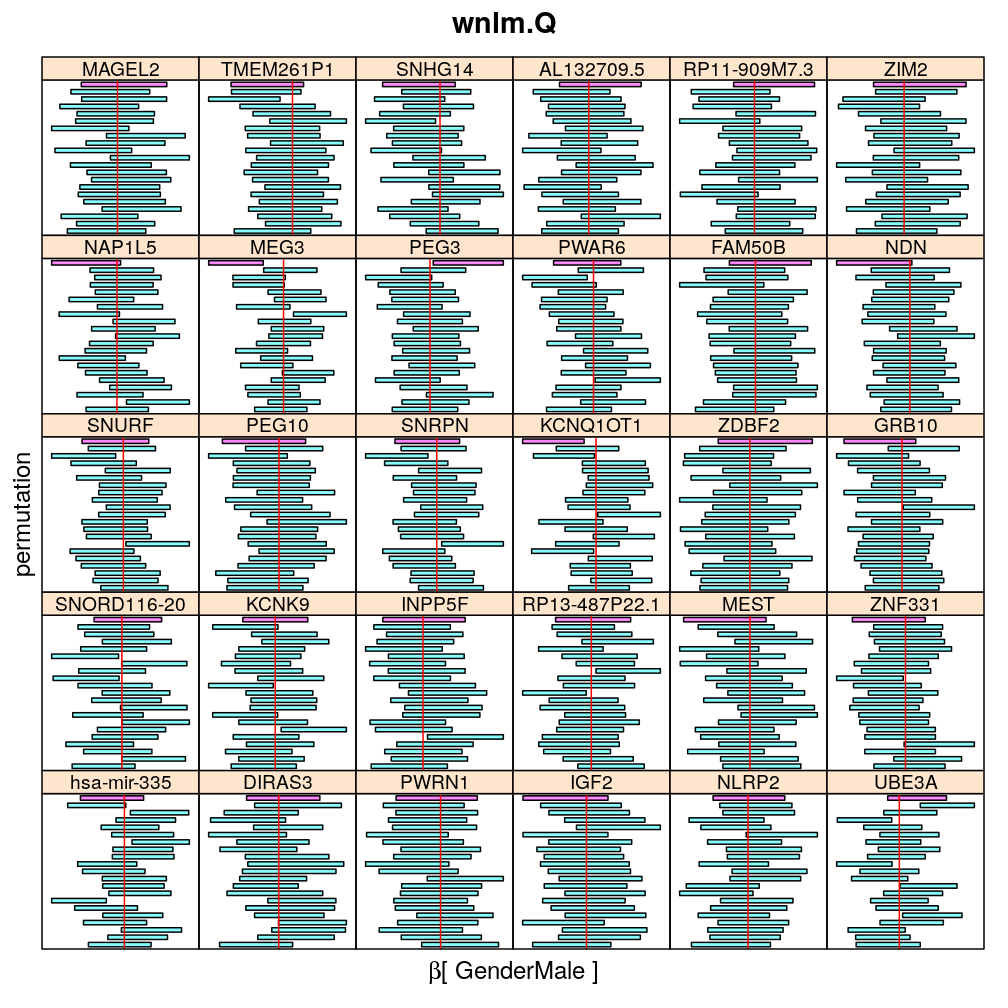 wnlm.Q
MAGEL2 TMEM261P1 SNHG14 AL132709.5 RP11-909M7.3 ZIM2
NAP1L5 MEG3 PEG3 PWAR6 FAM50B NDN
SNURF PEG10 SNRPN KCNQ1OT1 ZDBF2 GRB10
SNORD116-20 KCNK9 INPP5F RP13-487P22.1 MEST ZNF331
hsa-mir-335 DIRAS3 PWRN1 IGF2 NLRP2 UBE3A
permutation
β[ GenderMale ]